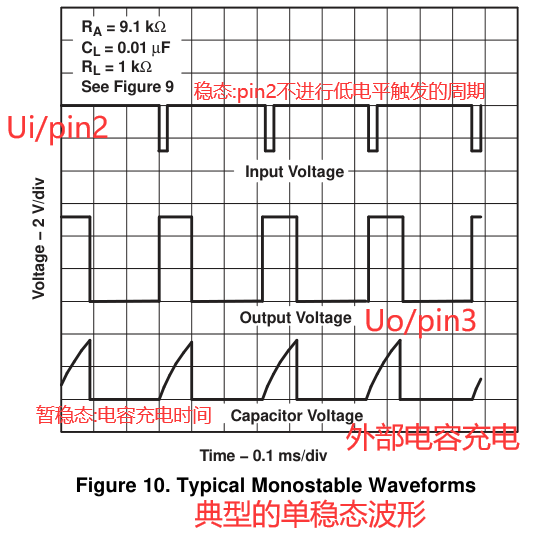 RA = 9.1 kΩ
CL = 0.01 µF
RL = 1 kΩ
See Figure 9
稳态:pin2不进行低电平触发的周期
Ui/pin2
Input Voltage
Voltage – 2 V/div
Output Voltage
Uo/pin3
暂稳态:电容充电时间
Capacitor Voltage
外部电容充电
Time – 0.1 ms/div
Figure 10. Typical Monostable Waveforms
典型的单稳态波形